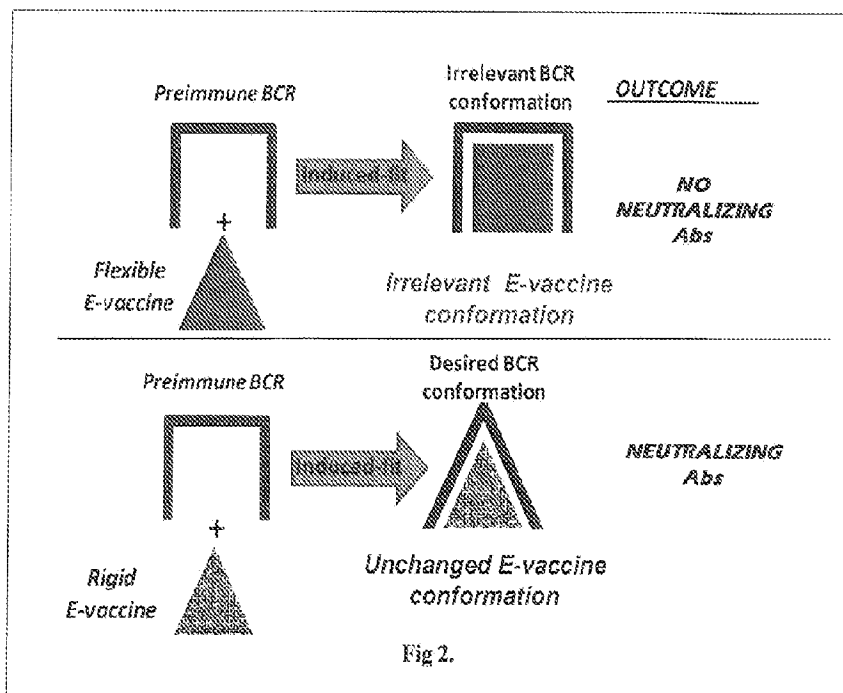 Preimmune BCR
Irrelevant BCR
conformation
OUTCOME
Induced-fit
NO
NEUTRALIZING
Abs
+
Flexible
E-vaccine
Irrelevant E-vaccine
conformation
Preimmune BCR
Desired BCR
conformation
Induced-fit
NEUTRALIZING
Abs
+
Rigid
E-vaccine
Unchanged E-vaccine
conformation
Fig 2.